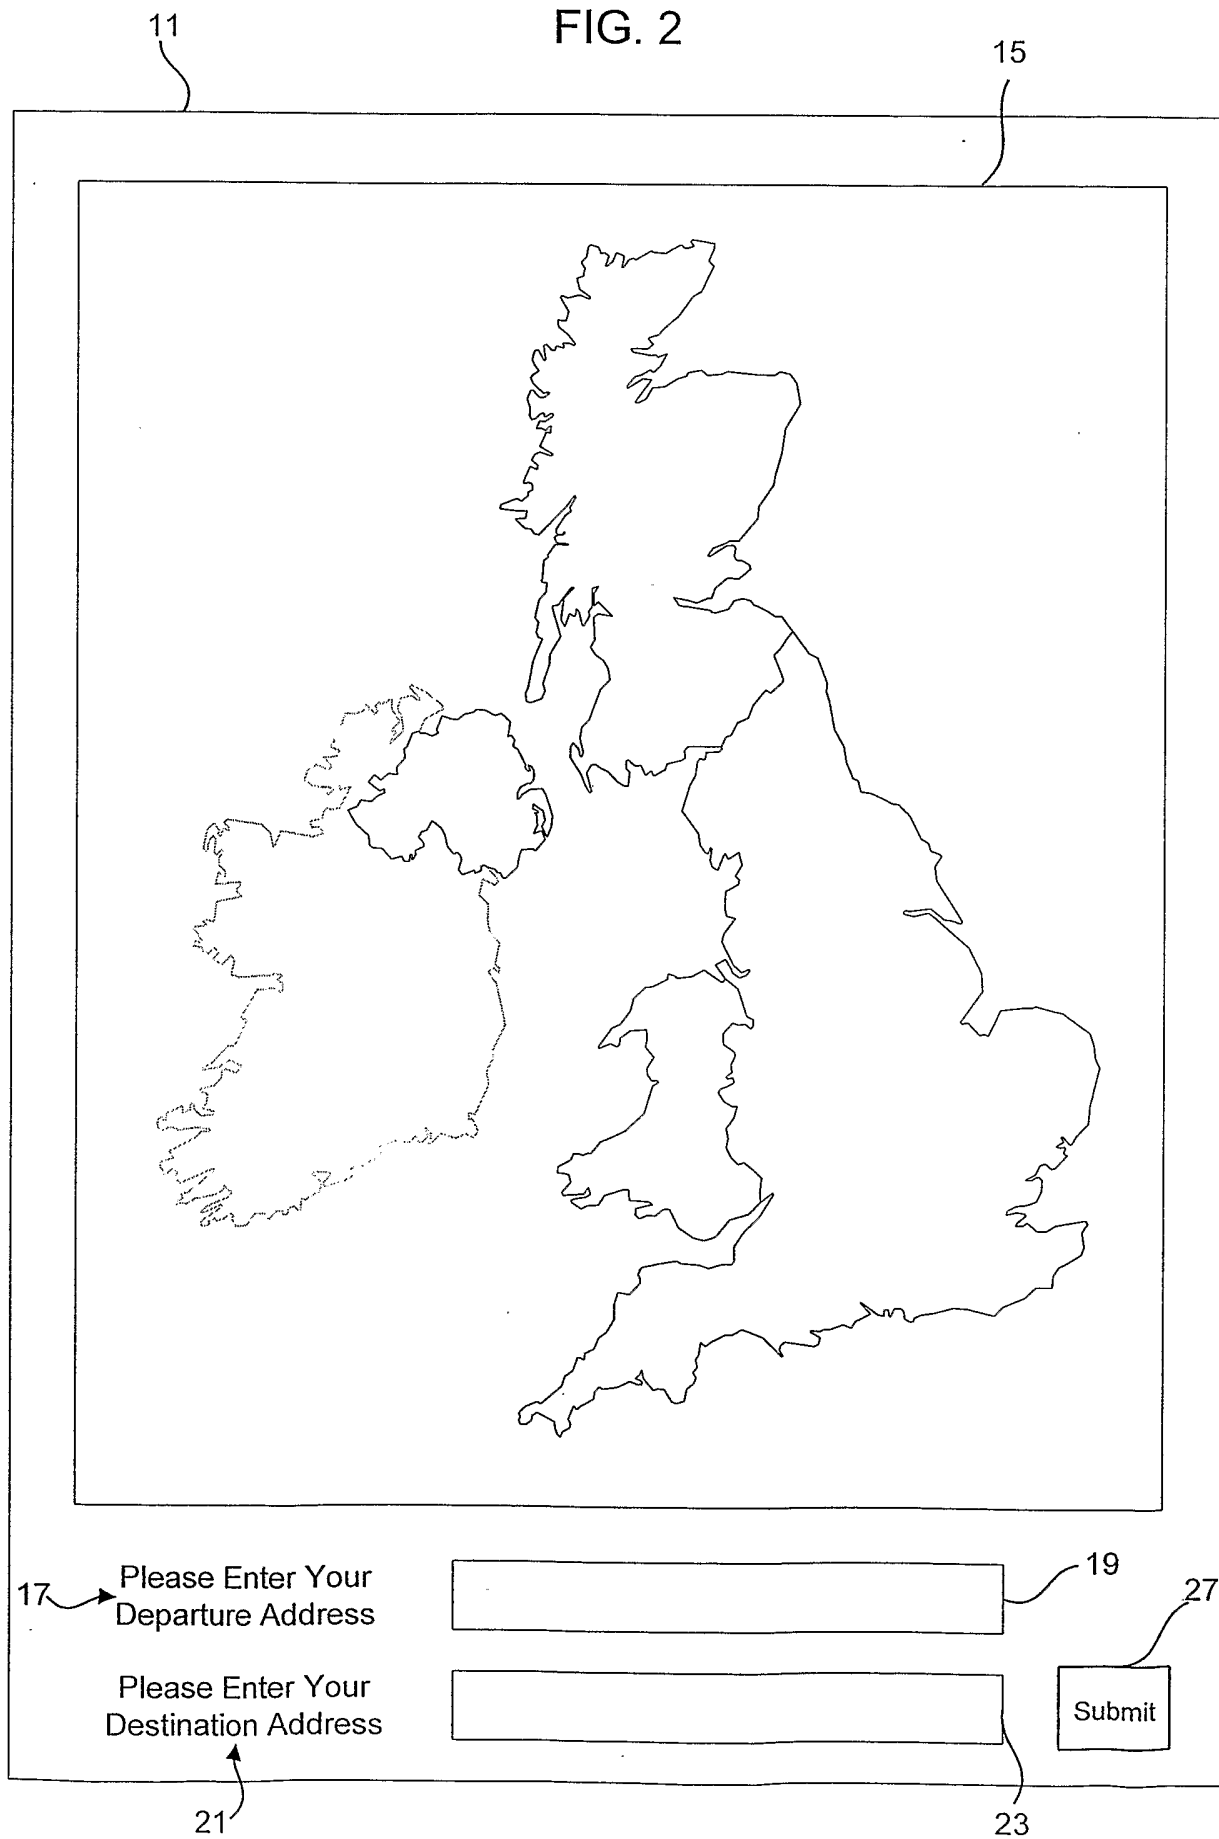 FIG. 2
11
15
Please Enter Your
Departure Address
17
19
27
Please Enter Your
Destination Address
Submit
21
23